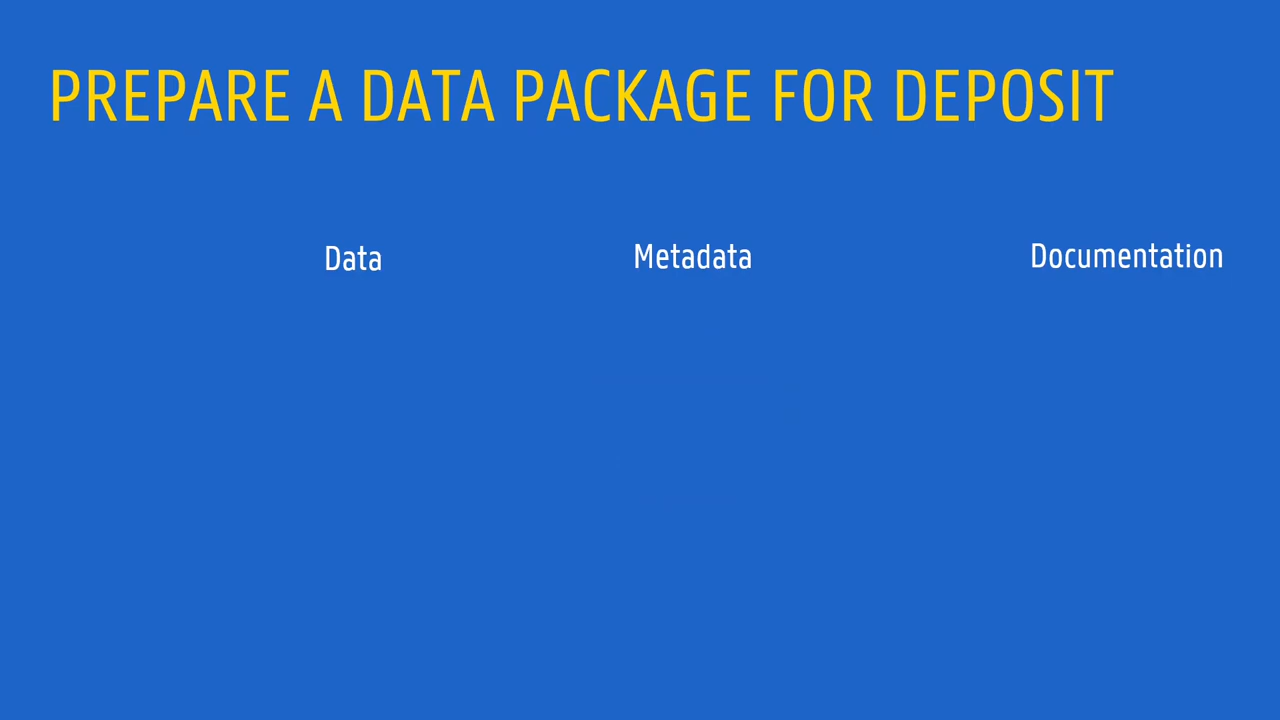 PREPARE A DATA PACKAGE FOR DEPOSIT
Data
Metadata
Documentation